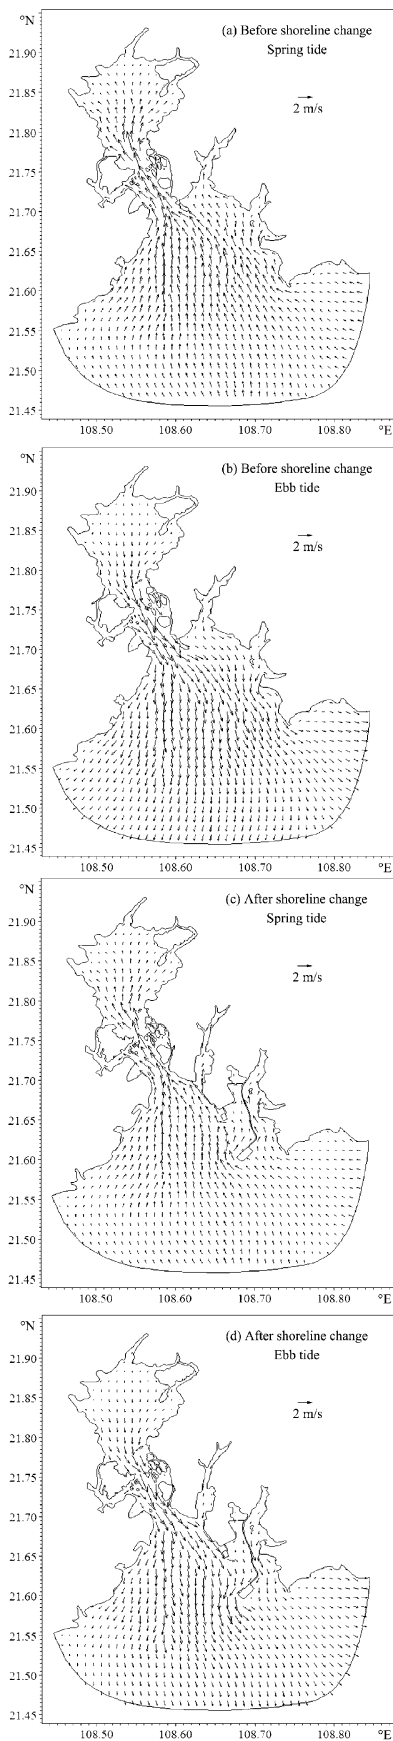 °N
(a) Before shoreline change
21.90
Spring tide
21.85
2 m/s
21.80
21.75
21.70
21.65
21.60
21.55
21.50
21.45
108.50 108.60 108.70 108.80 °E
°N
(b) Before shoreline change
21.90
Ebb tide
21.85
2 m/s
21.80
21.75
21.70
21.65
21.60
21.55
21.50
21.45
108.50 108.60 108.70 108.80 °E
°N
(c) After shoreline change
21.90
Spring tide
21.85
2 m/s
21.80
21.75
21.70
21.65
21.60
21.55
21.50
21.45
108.50 108.60 108.70 108.80 °E
°N
(d) After shoreline change
21.90
Ebb tide
21.85
2 m/s
21.80
21.75
21.70
21.65
21.60
21.55
21.50
21.45
108.50 108.60 108.70 108.80 °E